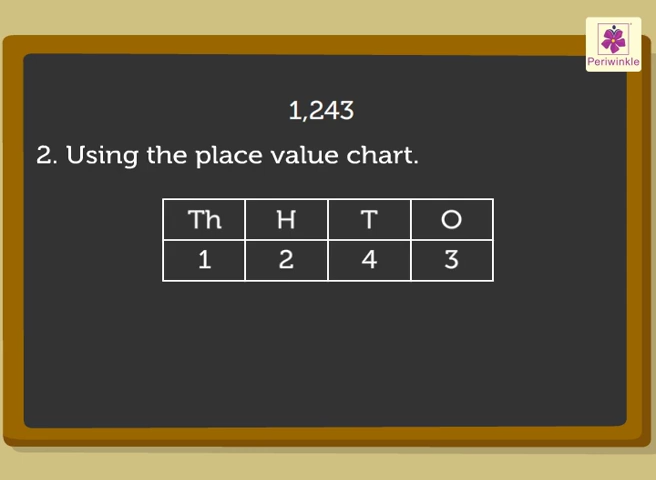 Periwinkle
1,243
2. Using the place value chart.
Th H T O
1 2 4 3